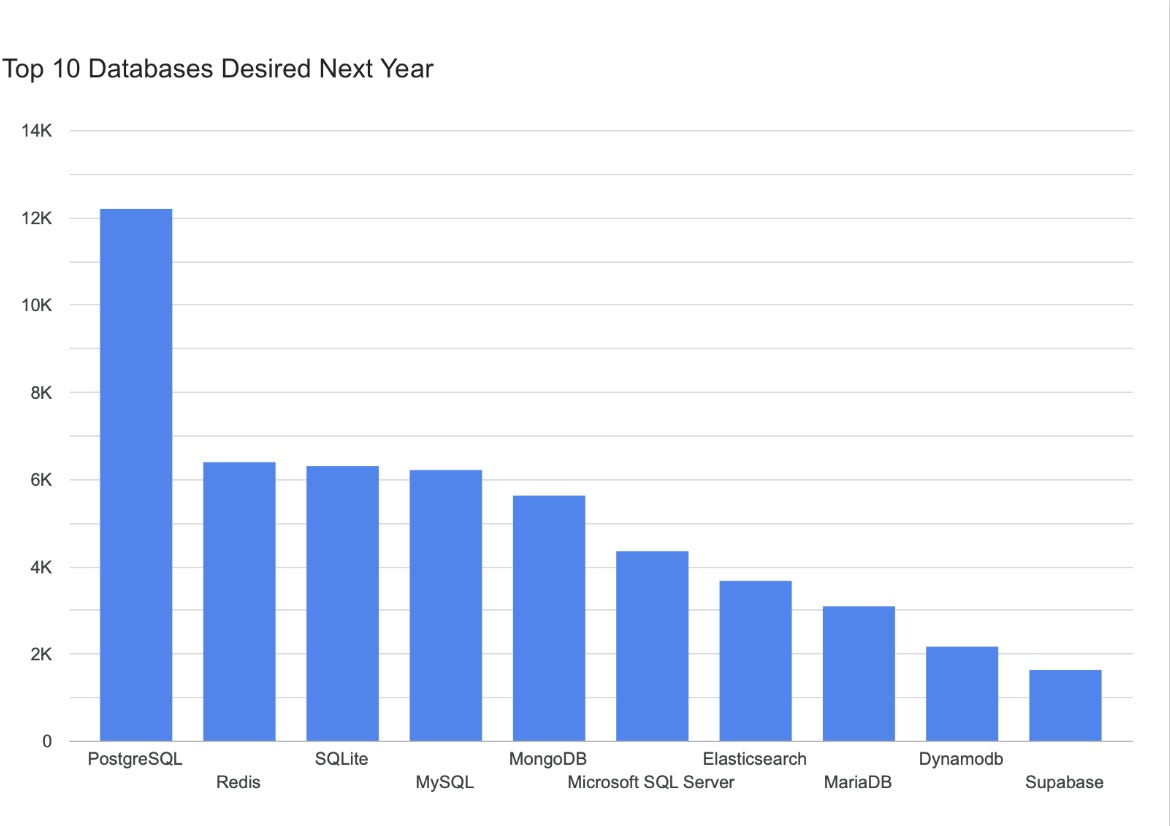 Top 10 Databases Desired Next Year
14K
12K
10K
8K
6K
4K
2K
0
PostgreSQL
Redis
SQLite
MySQL
MongoDB
Microsoft SQL Server
Elasticsearch
MariaDB
Dynamodb
Supabase